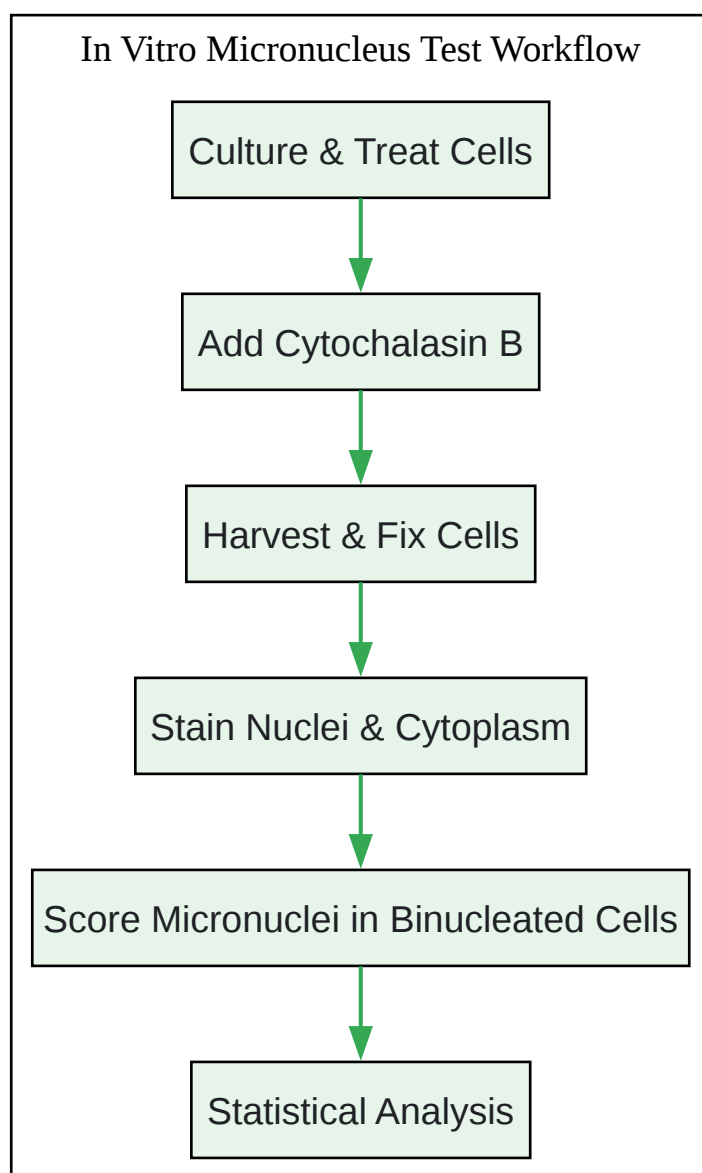 In Vitro Micronucleus Test Workflow
Culture & Treat Cells
Add Cytochalasin B
Harvest & Fix Cells
Stain Nuclei & Cytoplasm
Score Micronuclei in Binucleated Cells
Statistical Analysis